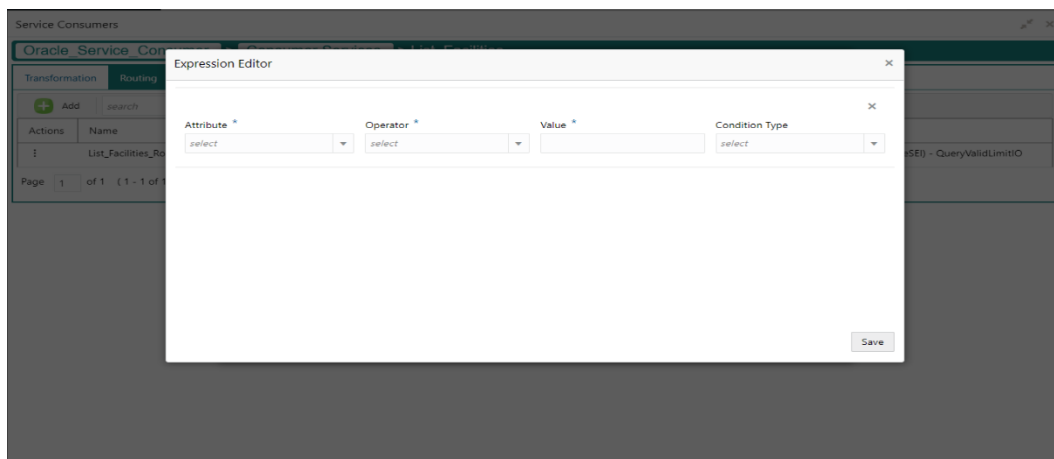 Service Consumers
Oracle_Service_Con
Expression Editor
Transformation Routing
Add search
Attribute * Operator * Value * Condition Type
select select select
Actions Name
List_Facilities_Ro SEI) - QueryValidLimitIO
Page 1 of 1 ( 1 - 1 of 1
Save